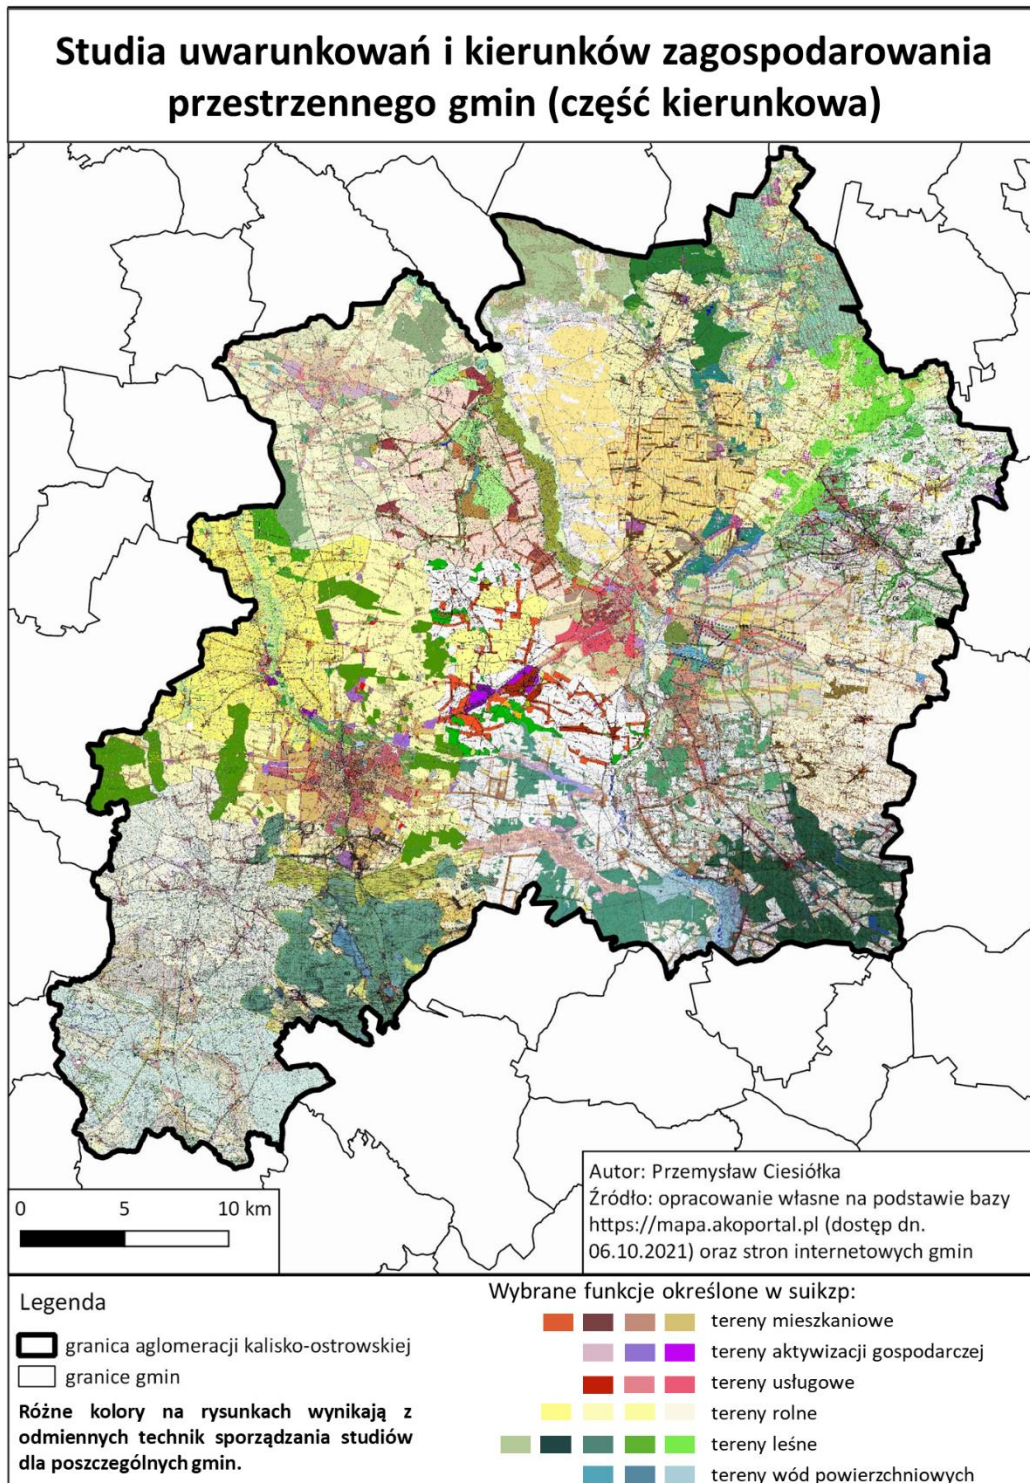 Studia uwarunkowań i kierunków zagospodarowania
przestrzennego gmin (część kierunkowa)
0 5 10 km
Autor: Przemysław Ciesiółka
Źródło: opracowanie własne na podstawie bazy
https://mapa.akoportal.pl (dostęp dn.
06.10.2021) oraz stron internetowych gmin
Legenda
granica aglomeracji kalisko-ostrowskiej
granice gmin
Różne kolory na rysunkach wynikają z
odmiennych technik sporządzania studiów
dla poszczególnych gmin.
Wybrane funkcje określone w suikzp:
tereny mieszkaniowe
tereny aktywizacji gospodarczej
tereny usługowe
tereny rolne
tereny leśne
tereny wód powierzchniowych